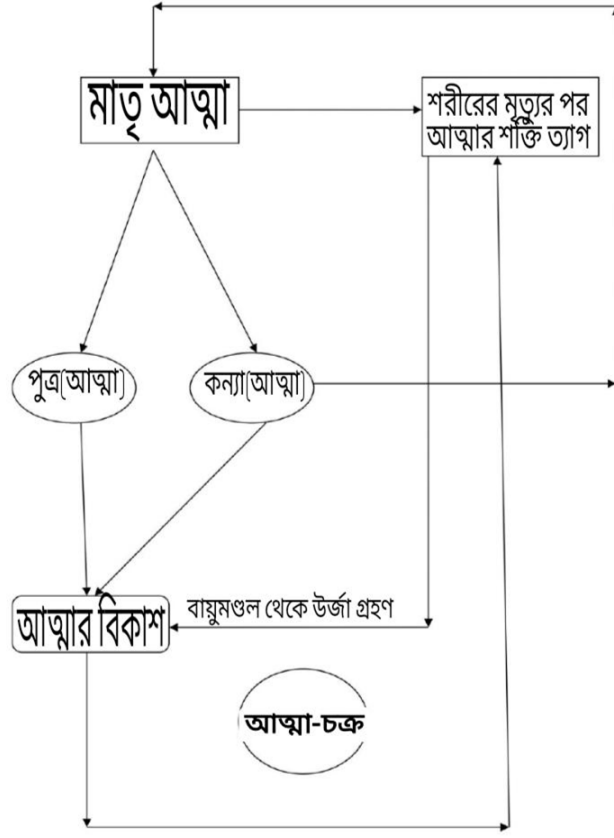 মাতৃ আত্মা
শরীরের মৃত্যুর পর
আত্মার শক্তি ত্যাগ
পুত্র(আত্মা)
কন্যা(আত্মা)
বায়ুমণ্ডল থেকে উর্জা গ্রহণ
আত্মার বিকাশ
আত্মা-চক্র